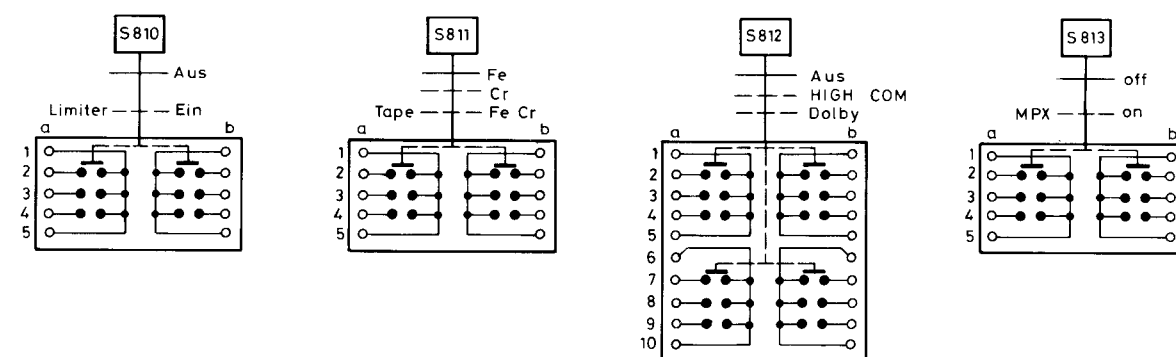 S810
Aus
Limiter Ein
a b
1
2
3
4
5
S811
Fe
Cr
Tape Fe Cr
a b
1
2
3
4
5
S812
Aus
HIGH COM
Dolby
a b
1
2
3
4
5
6
7
8
9
10
S813
off
MPX on
a b
1
2
3
4
5